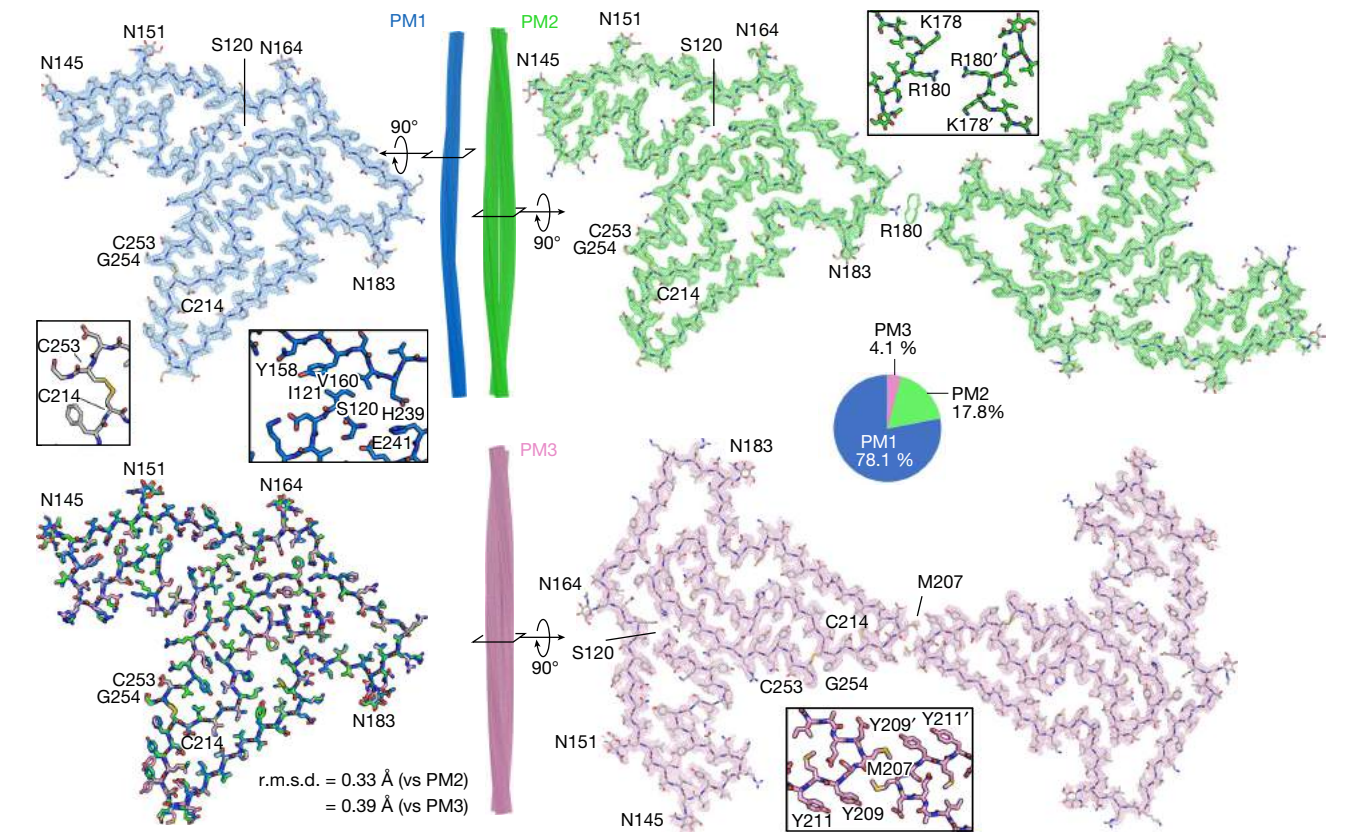 PM1
PM2
N151
N145
S120
N164
90°
C253
G254
C214
N183
N151
N145
S120
N164
90°
C253
G254
C214
N183
R180
K178
R180′
R180
K178′
C253
C214
Y158
V160
I121
S120
H239
E241
PM3
4.1 %
PM2
17.8%
PM1
78.1 %
N151
N145
N164
C253
G254
C214
N183
r.m.s.d. = 0.33 Å (vs PM2)
= 0.39 Å (vs PM3)
PM3
90°
N183
N164
S120
C214
M207
C253
G254
N151
N145
Y209′
Y211′
M207
Y211
Y209